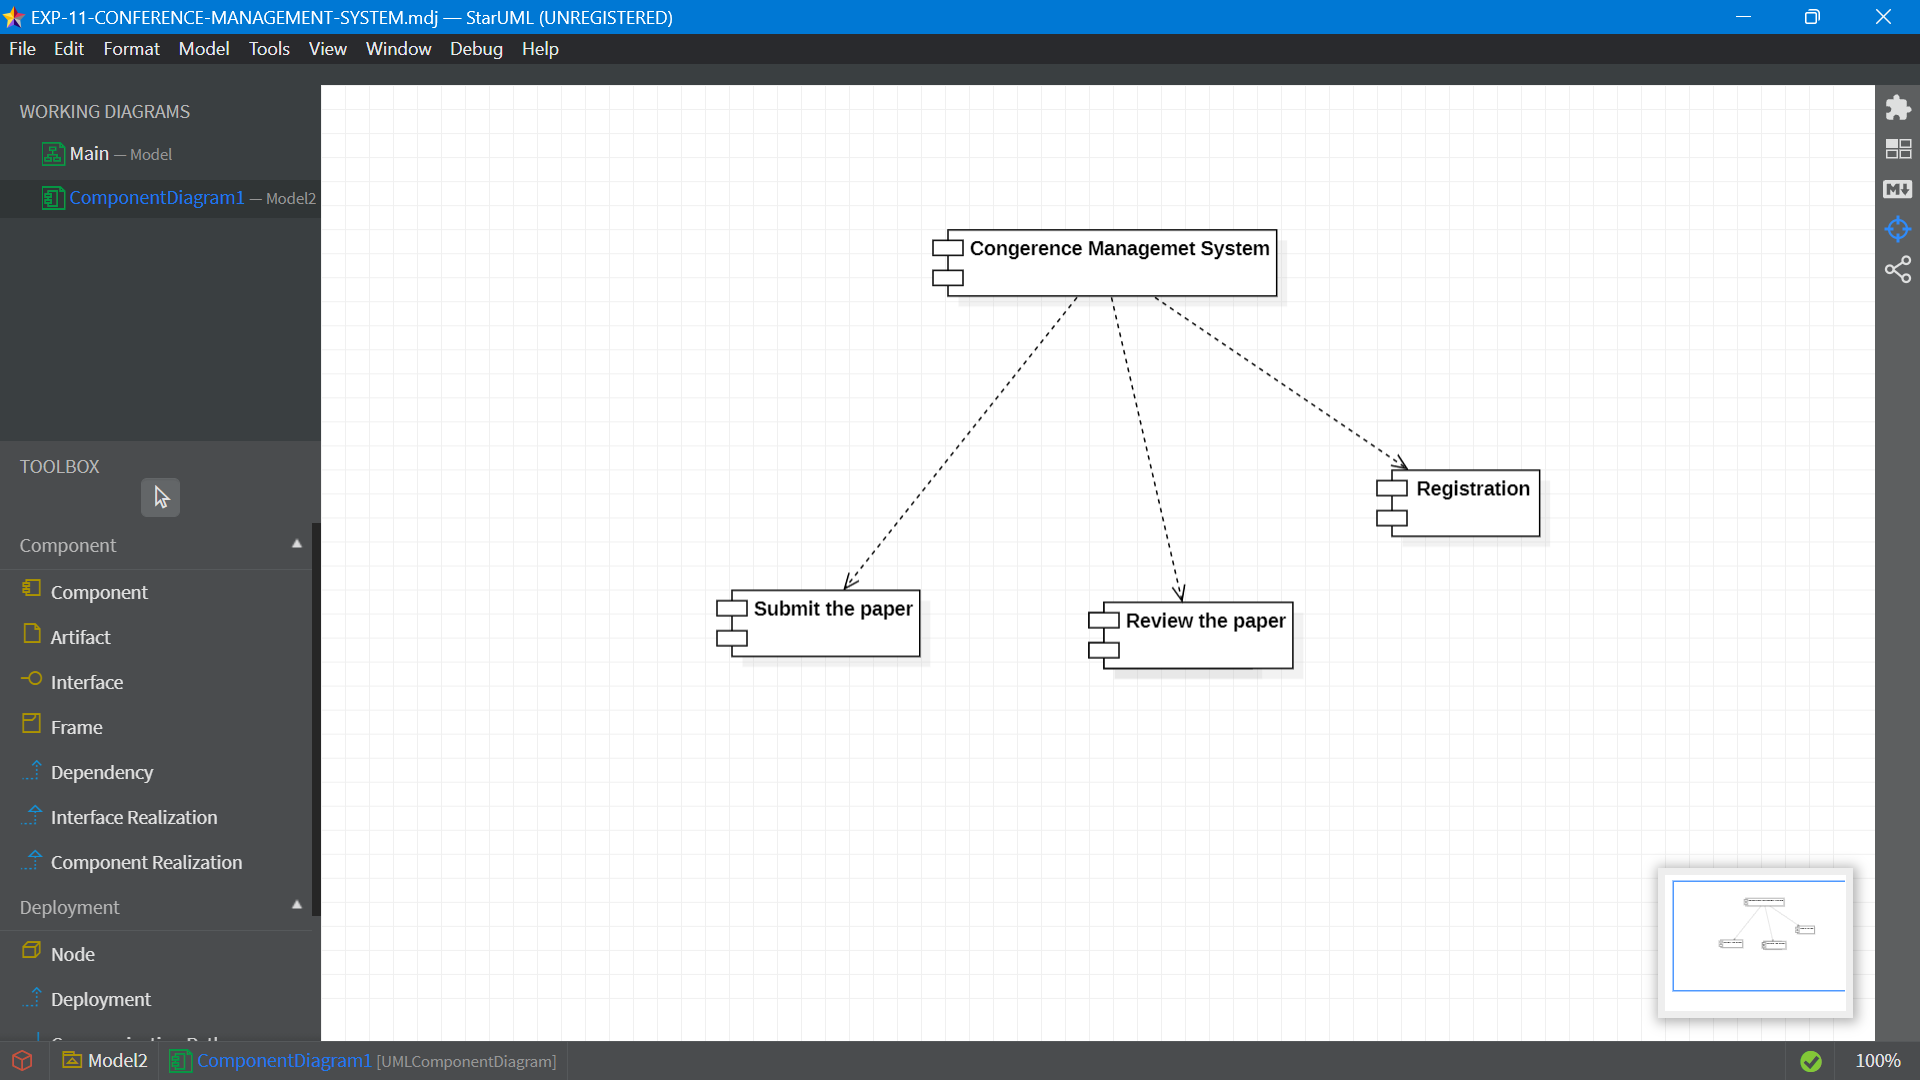 EXP-11-CONFERENCE-MANAGEMENT-SYSTEM.mdj — StarUML (UNREGISTERED)
File Edit Format Model Tools View Window Debug Help
WORKING DIAGRAMS
Main — Model
ComponentDiagram1 — Model2
TOOLBOX
Component
Component
Artifact
Interface
Frame
Dependency
Interface Realization
Component Realization
Deployment
Node
Deployment
Congerence Managemet System
Registration
Submit the paper
Review the paper
M
Model2 ComponentDiagram1 [UMLComponentDiagram]
100%